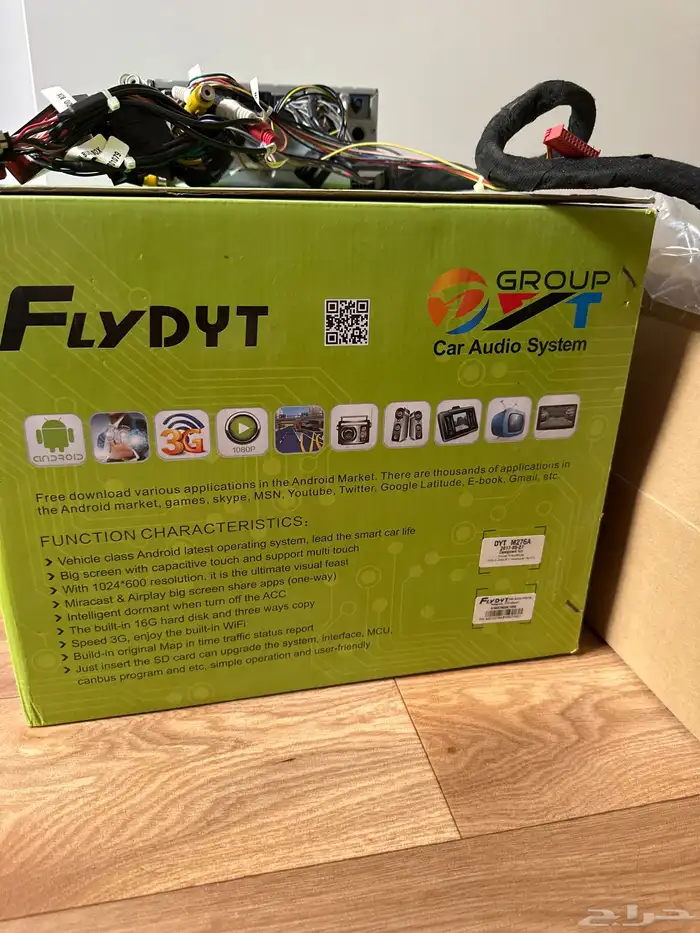 FLYDYT
GROUP
DYT
Car Audio System
ANDROID
3G
1080P
Free download various applications in the Android Market. There are thousands of applications in
the Android market, games, skype, MSN, Youtube, Twitter, Google Latitude, E-book, Gmail, etc.
FUNCTION CHARACTERISTICS:
Vehicle class Android latest operating system, lead the smart car life
Big screen with capacitive touch and support multi touch
With 1024*600 resolution, it is the ultimate visual feast
Miracast & Airplay big screen share apps (one-way)
Intelligent dormant when turn off the ACC
The built-in 16G hard disk and three ways copy
Speed 3G, enjoy the built-in WiFi
Build-in original Map in time traffic status report
Just insert the SD card can upgrade the system, interface, MCU,
canbus program and etc. simple operation and user-friendly
DYT M276A
FLYDYT
حراج